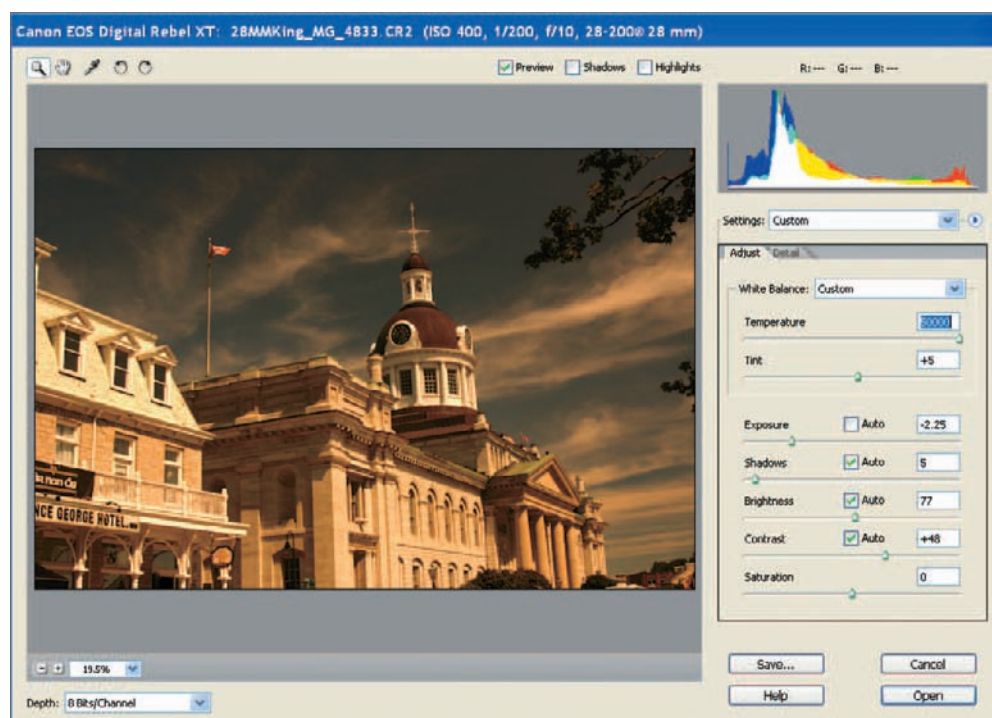 Canon EOS Digital Rebel XT: 28MMKing_MG_4833.CR2 (ISO 400, 1/200, f/10, 28-200@28 mm)
Preview Shadows Highlights
R: --- G: --- B: ---
Settings: Custom
Adjust Detail
White Balance: Custom
Temperature 50000
Tint +5
Exposure Auto -2.25
Shadows Auto 5
Brightness Auto 77
Contrast Auto +48
Saturation 0
NCE GEORGE HOTEL
19.5%
Save... Cancel
Depth: 8 Bits/Channel
Help Open